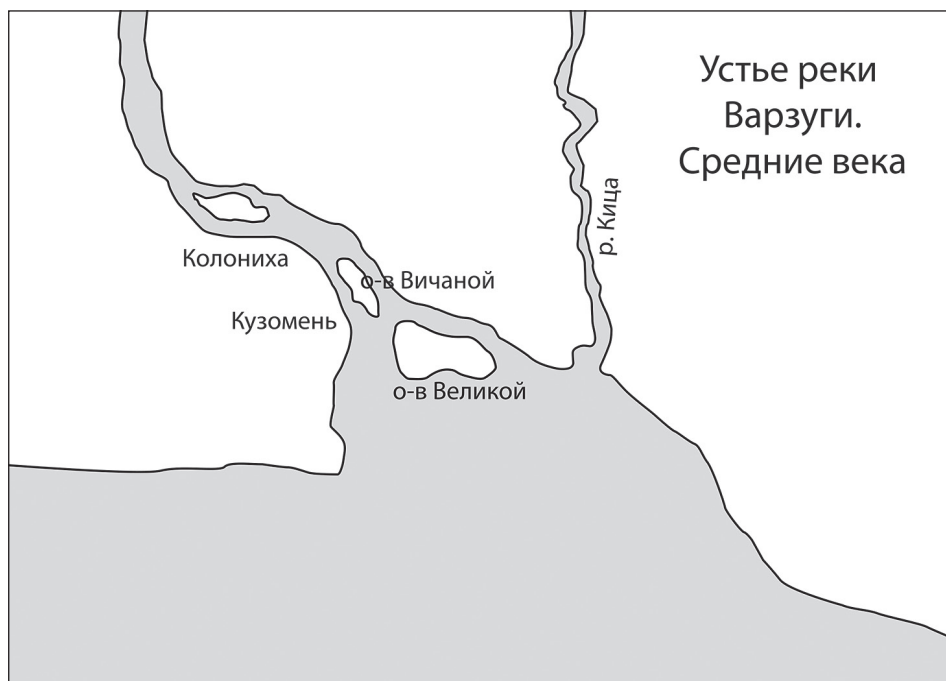 Устье реки
Варзуги.
Средние века
р. Кица
Колониха
о-в Вичаной
Кузомень
о-в Великой